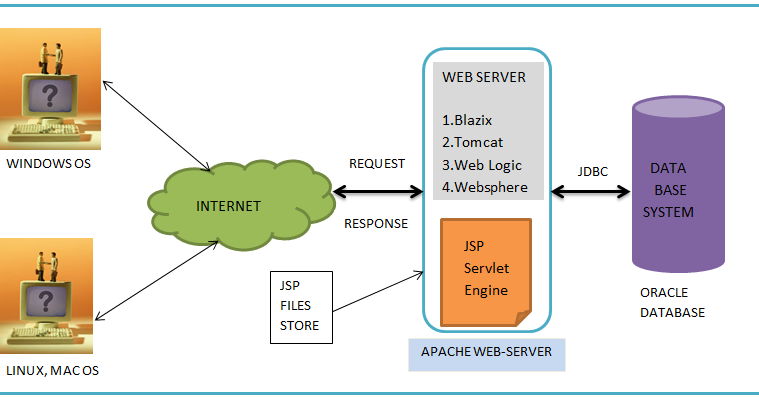 WINDOWS OS
LINUX, MAC OS
?
?
INTERNET
REQUEST
RESPONSE
JSP
FILES
STORE
WEB SERVER
1.Blazix
2.Tomcat
3.Web Logic
4.Websphere
JSP
Servlet
Engine
APACHE WEB-SERVER
JDBC
DATA
BASE
SYSTEM
ORACLE
DATABASE